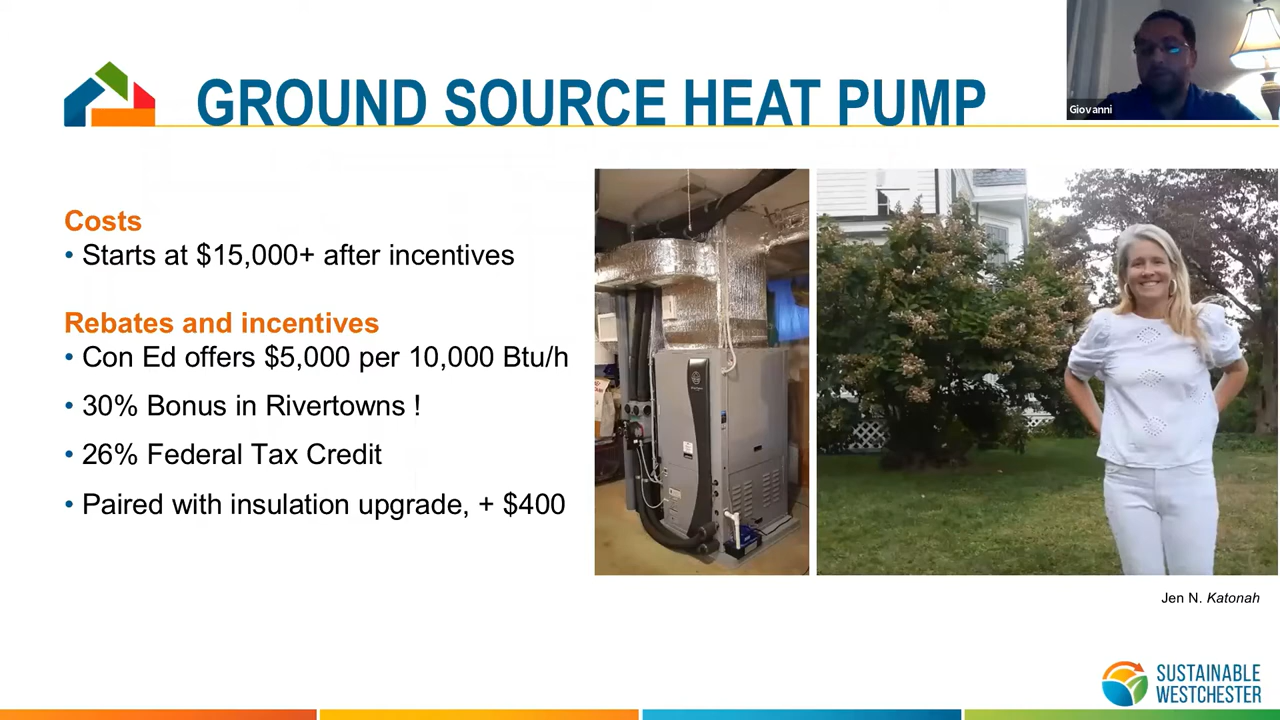 GROUND SOURCE HEAT PUMP
Giovanni
Costs
• Starts at $15,000+ after incentives
Rebates and incentives
• Con Ed offers $5,000 per 10,000 Btu/h
• 30% Bonus in Rivertowns !
• 26% Federal Tax Credit
• Paired with insulation upgrade, + $400
Jen N. Katonah
SUSTAINABLE
WESTCHESTER